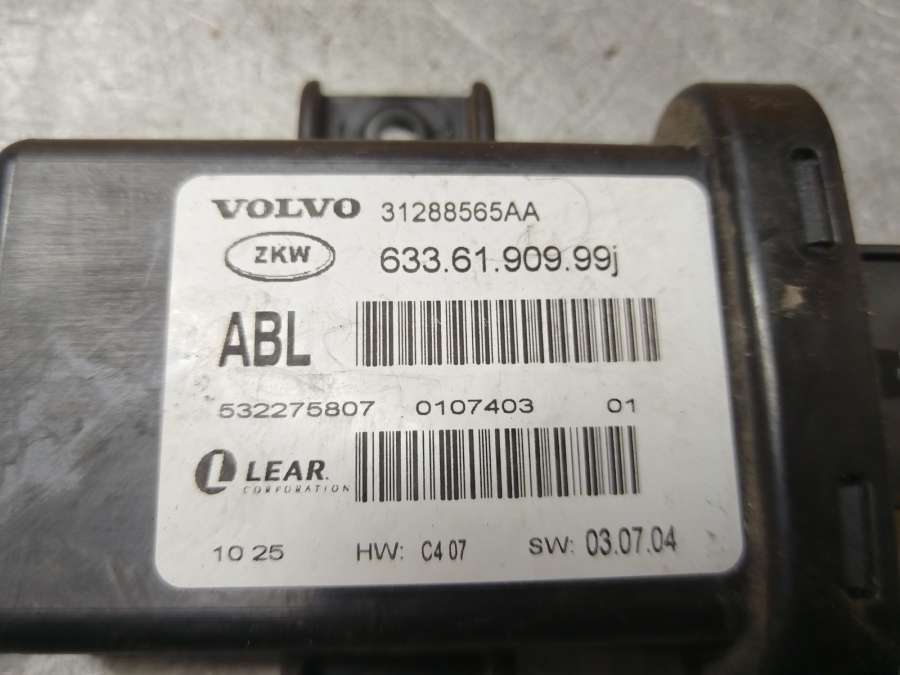 VOLVO 31288565AA
ZKW 633.61.909.99j
ABL
532275807 0107403 01
LEAR.
CORPORATION
10 25 HW: C4 07 SW: 03.07.04